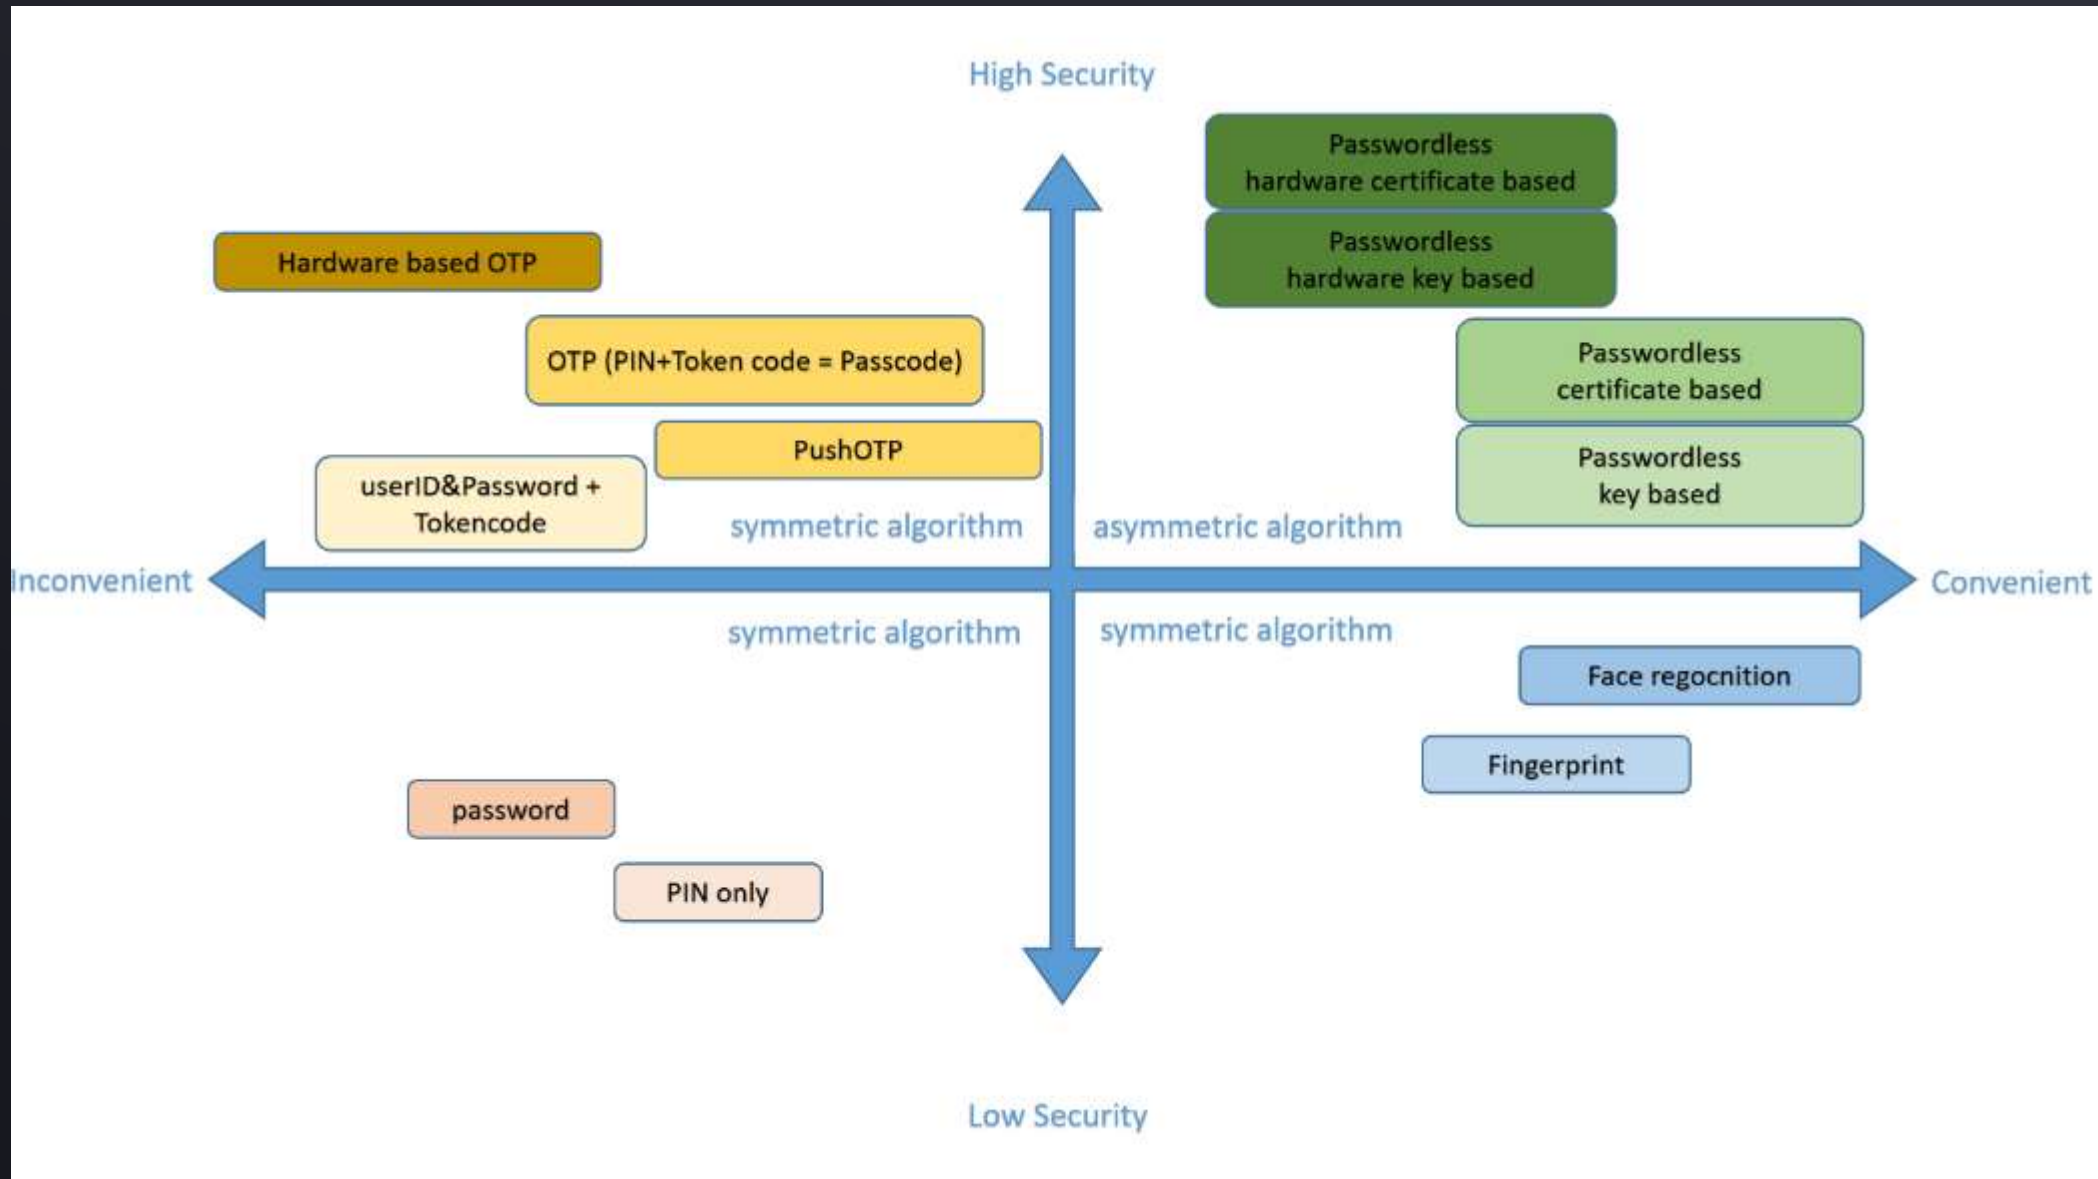 High Security
Passwordless
hardware certificate based
Passwordless
hardware key based
Hardware based OTP
OTP (PIN+Token code = Passcode)
Passwordless
certificate based
PushOTP
Passwordless
key based
userID&Password +
Tokencode
symmetric algorithm
asymmetric algorithm
Inconvenient
Convenient
symmetric algorithm
symmetric algorithm
Face regocnition
Fingerprint
password
PIN only
Low Security